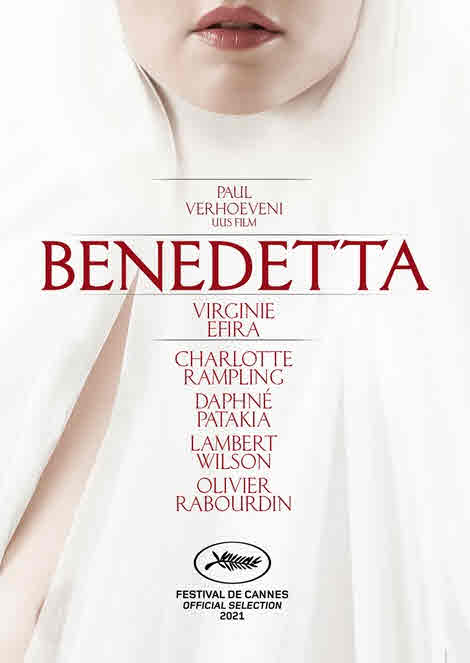 PAUL
VERHOEVENI
UUS FILM
BENEDETTA
VIRGINIE
EFIRA
CHARLOTTE
RAMPLING
DAPHNÉ
PATAKIA
LAMBERT
WILSON
OLIVIER
RABOURDIN
FESTIVAL DE CANNES
OFFICIAL SELECTION
2021